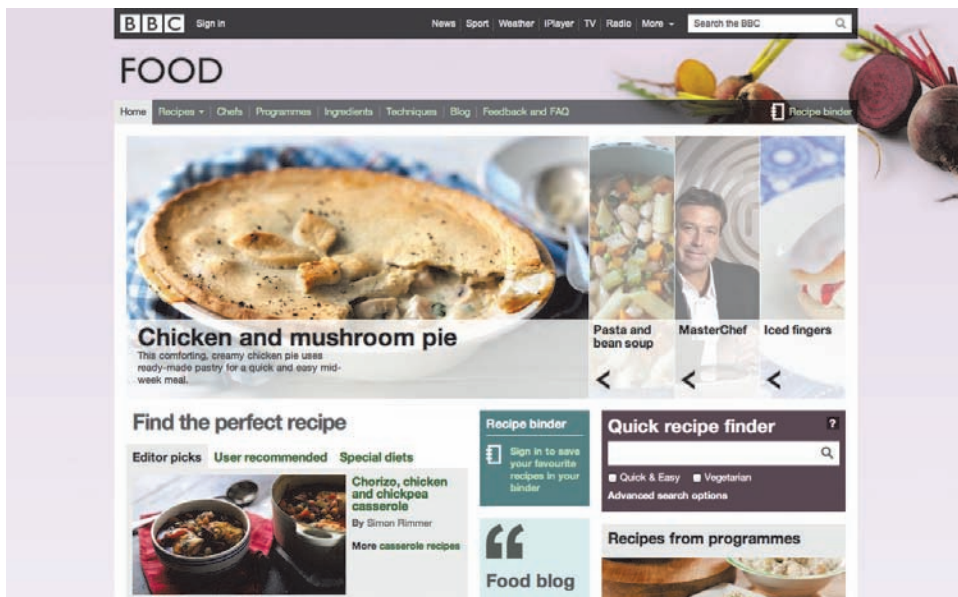 BBC Sign in News Sport Weather iPlayer TV Radio More Search the BBC
FOOD
Home Recipes Chefs Programmes Ingredients Techniques Blog Feedback and FAQ Recipe binder
Chicken and mushroom pie
This comforting, creamy chicken pie uses
ready-made pastry for a quick and easy mid-
week meal.
Pasta and
bean soup
MasterChef
Iced fingers
Find the perfect recipe
Editor picks User recommended Special diets
Chorizo, chicken
and chickpea
casserole
By Simon Rimmer
More casserole recipes
Recipe binder
Sign in to save
your favourite
recipes in your
binder
Food blog
Quick recipe finder ?
Quick & Easy Vegetarian
Advanced search options
Recipes from programmes